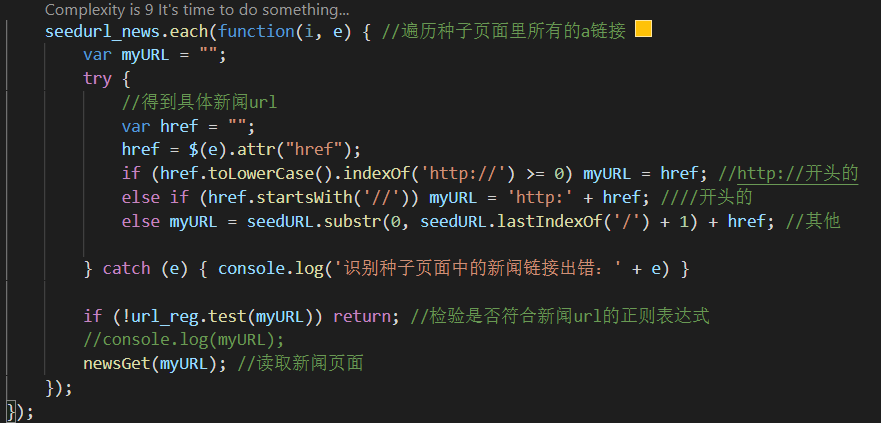 Complexity is 9 It's time to do something...
seedurl_news.each(function(i, e) { //遍历种子页面里所有的a链接
var myURL = "";
try {
//得到具体新闻url
var href = "";
href = $(e).attr("href");
if (href.toLowerCase().indexOf('http://') >= 0) myURL = href; //http://开头的
else if (href.startsWith('//')) myURL = 'http:' + href; ////开头的
else myURL = seedURL.substr(0, seedURL.lastIndexOf('/') + 1) + href; //其他
} catch (e) { console.log('识别种子页面中的新闻链接出错：' + e) }
if (!url_reg.test(myURL)) return; //检验是否符合新闻url的正则表达式
//console.log(myURL);
newsGet(myURL); //读取新闻页面
});
});